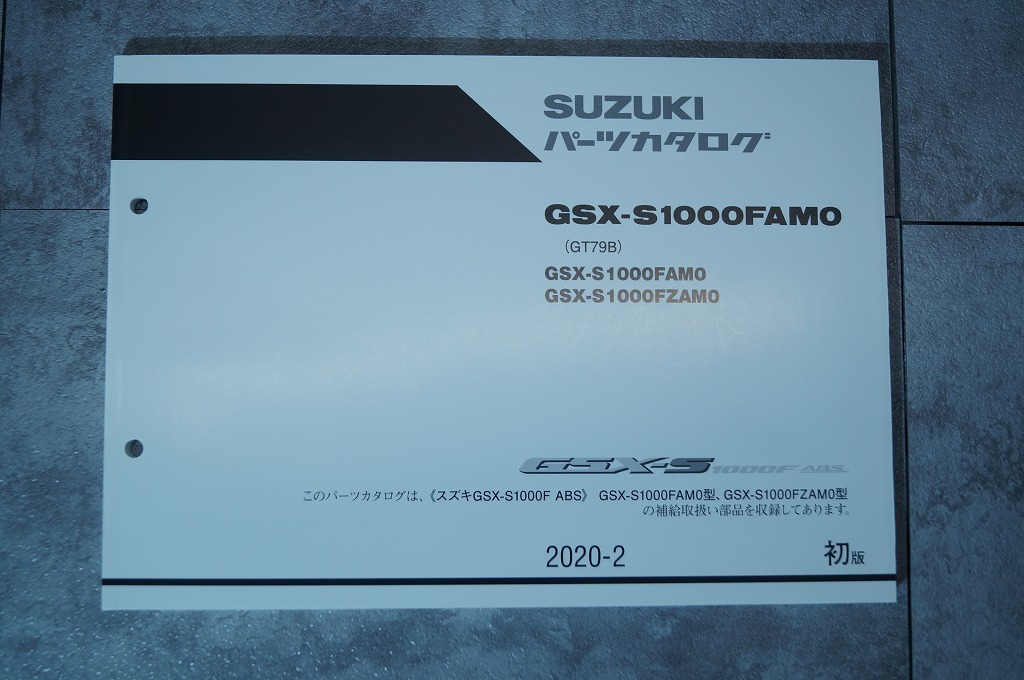 SUZUKI
パーツカタログ
GSX-S1000FAM0
（GT79B）
GSX-S1000FAM0
GSX-S1000FZAM0
GSX-S1000F ABS
このパーツカタログは、《スズキGSX-S1000F ABS》 GSX-S1000FAM0型、GSX-S1000FZAM0型
の補給取扱い部品を収録してあります。
2020-2 初版